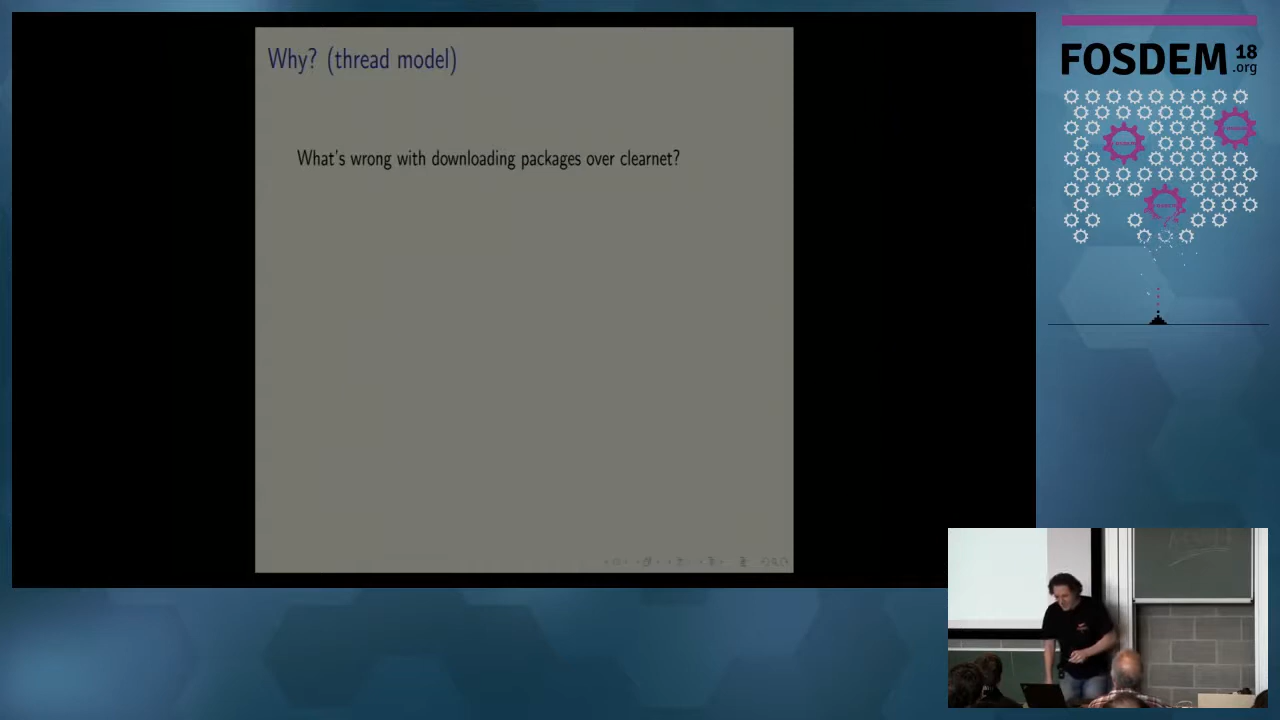 Why? (thread model)
What's wrong with downloading packages over clearnet?
FOSDEM 18
.org